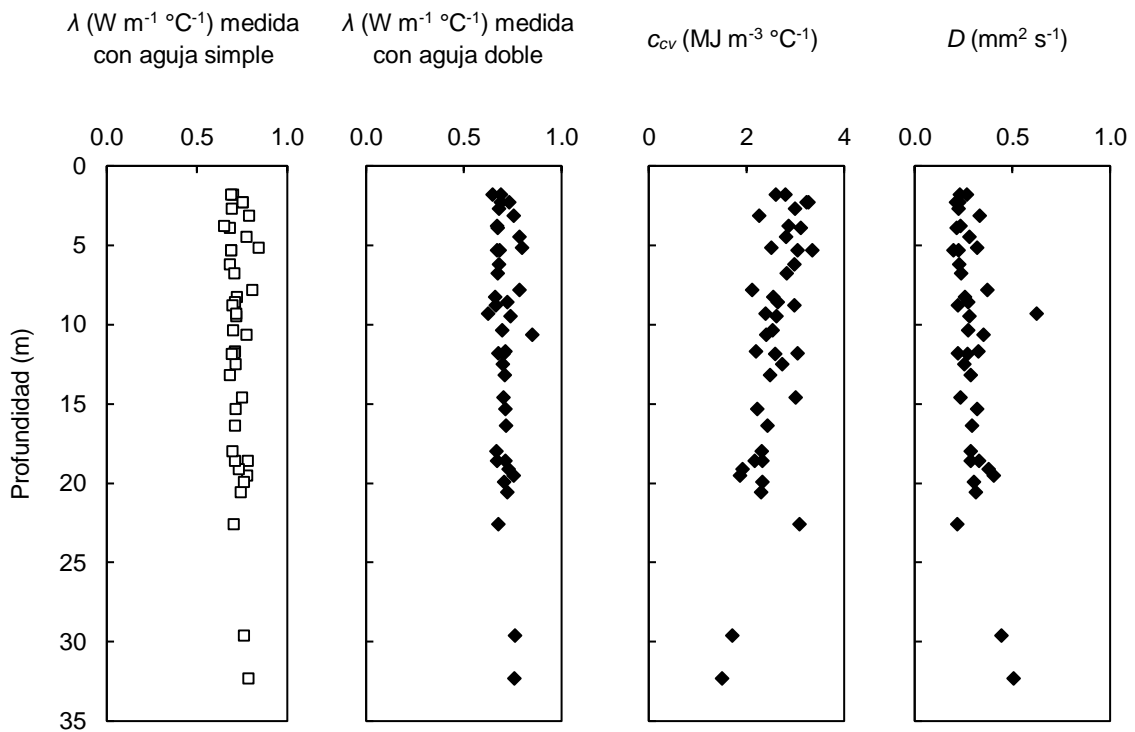 λ (W m⁻¹ °C⁻¹) medida
con aguja simple
λ (W m⁻¹ °C⁻¹) medida
con aguja doble
c_cv (MJ m⁻³ °C⁻¹)
D (mm² s⁻¹)
0.0 0.5 1.0
0.0 0.5 1.0
0 2 4
0.0 0.5 1.0
0
5
10
15
20
25
30
35
Profundidad (m)